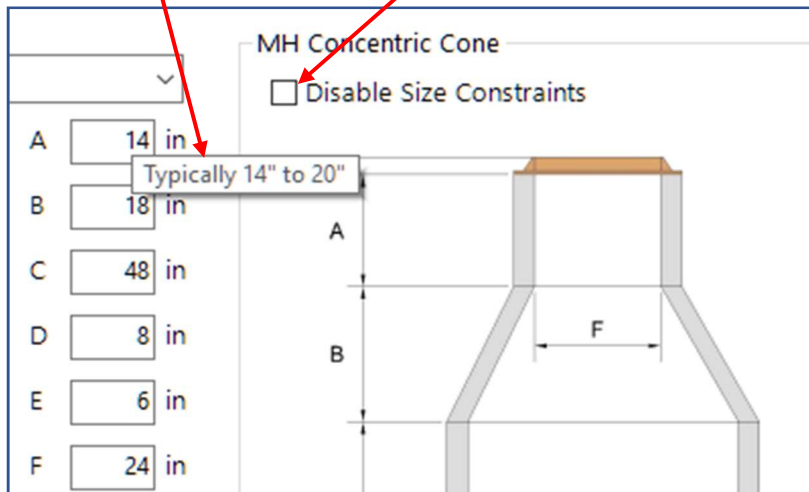 MH Concentric Cone
Disable Size Constraints
A 14 in
Typically 14" to 20"
B 18 in
C 48 in
D 8 in
E 6 in
F 24 in
A
B
F